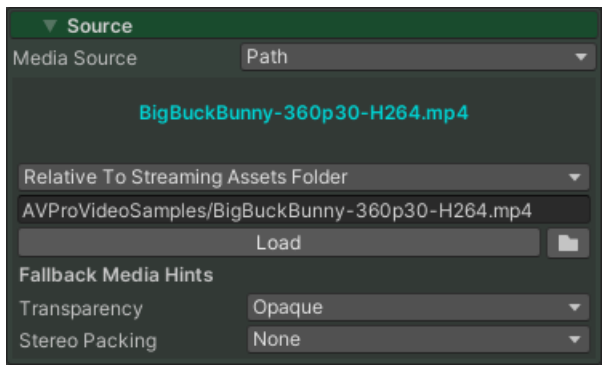 Source
Media Source Path
BigBuckBunny-360p30-H264.mp4
Relative To Streaming Assets Folder
AVProVideoSamples/BigBuckBunny-360p30-H264.mp4
Load
Fallback Media Hints
Transparency Opaque
Stereo Packing None